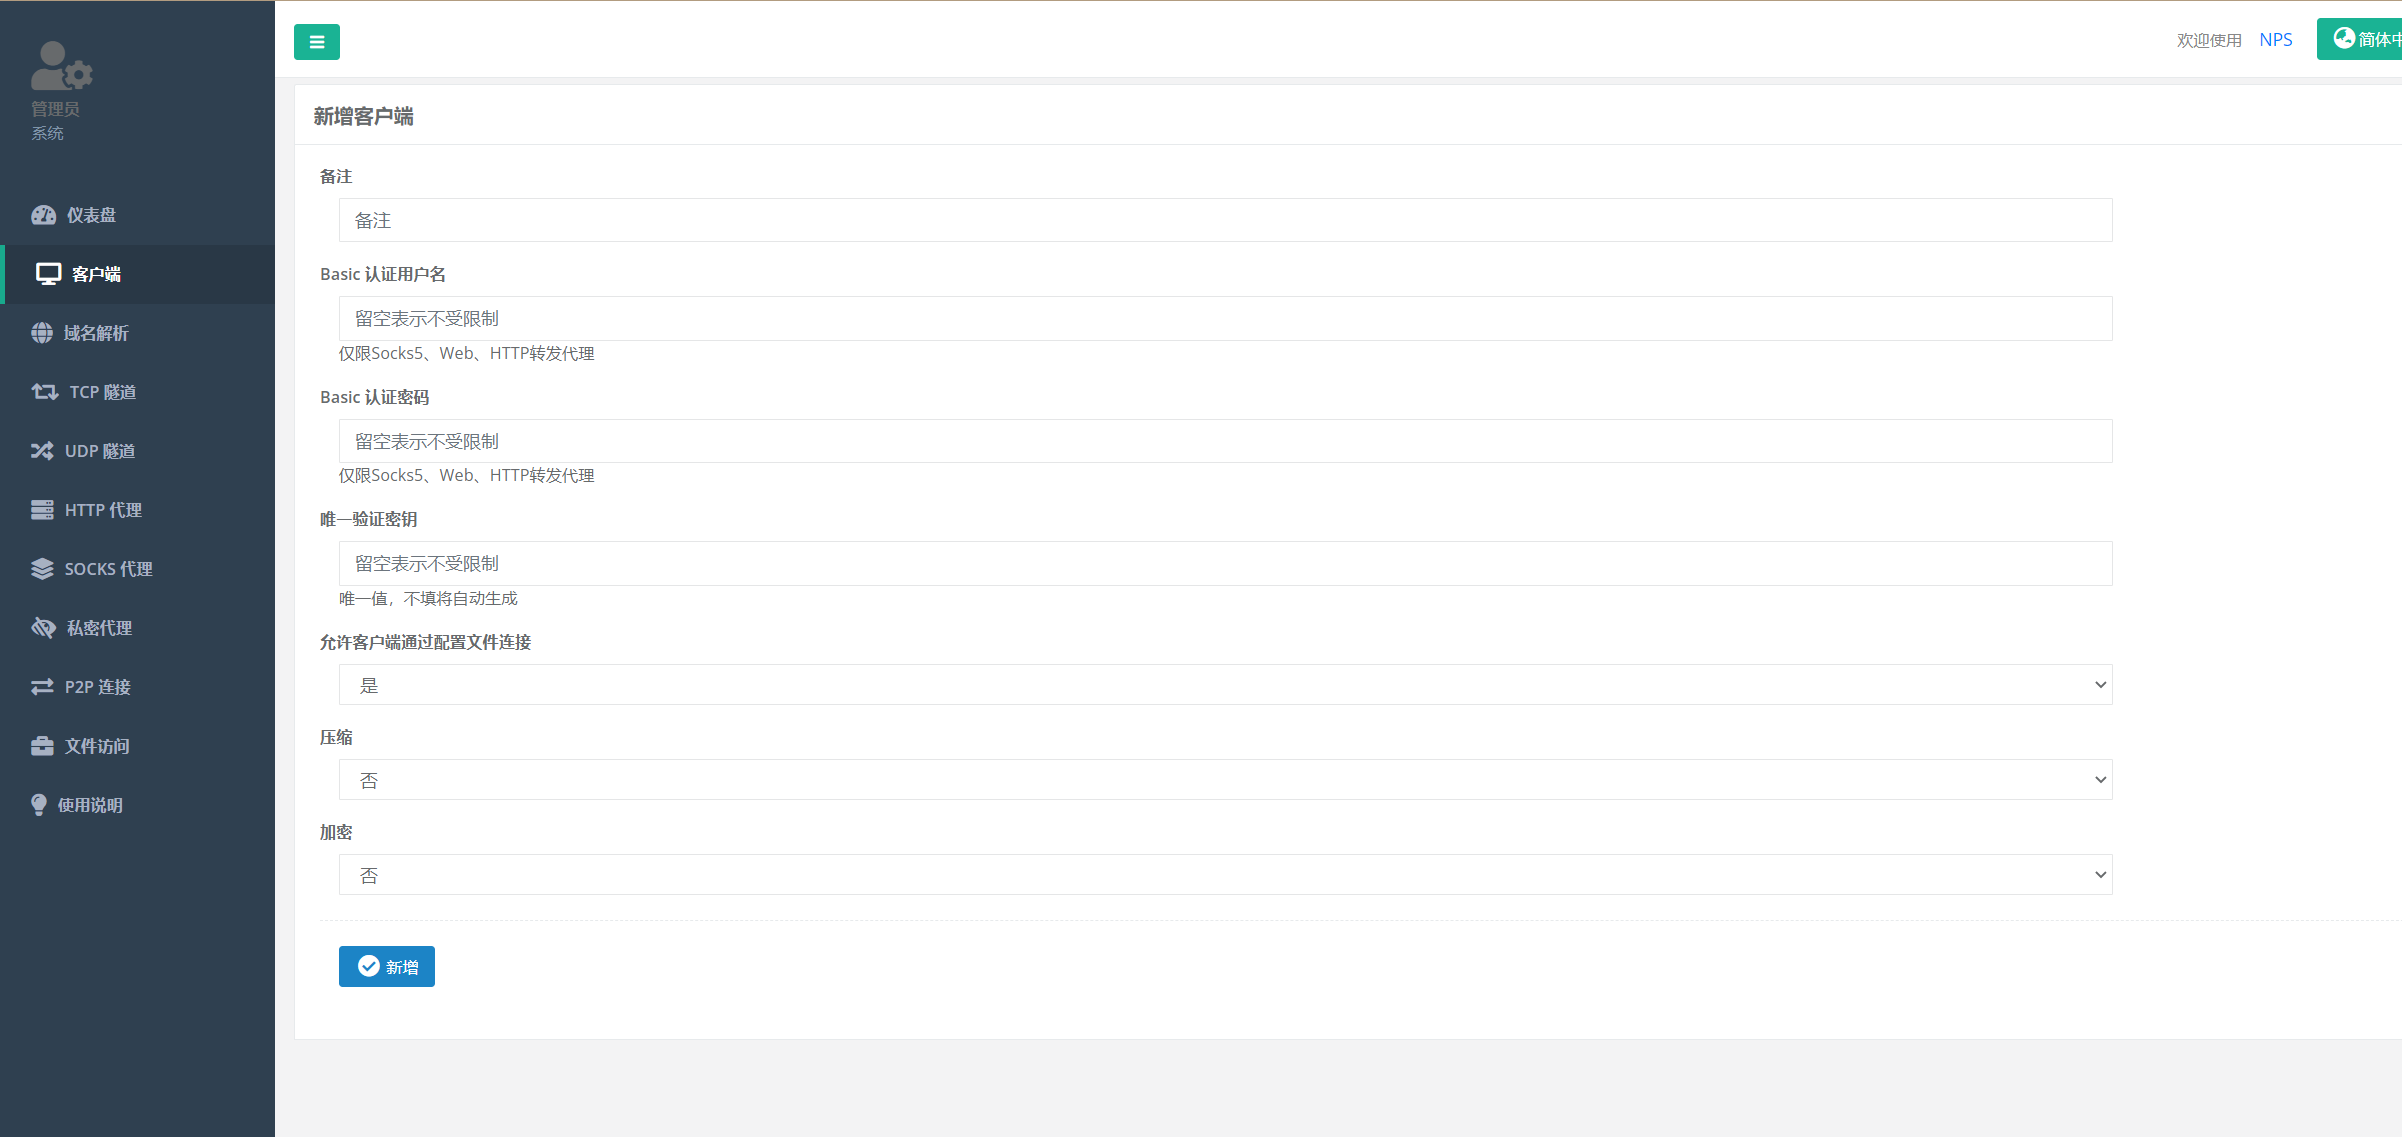 管理员
系统
仪表盘
客户端
域名解析
TCP 隧道
UDP 隧道
HTTP 代理
SOCKS 代理
私密代理
P2P 连接
文件访问
使用说明
欢迎使用 NPS
简体中
新增客户端
备注
备注
Basic 认证用户名
留空表示不受限制
仅限Socks5、Web、HTTP转发代理
Basic 认证密码
留空表示不受限制
仅限Socks5、Web、HTTP转发代理
唯一验证密钥
留空表示不受限制
唯一值，不填将自动生成
允许客户端通过配置文件连接
是
压缩
否
加密
否
新增